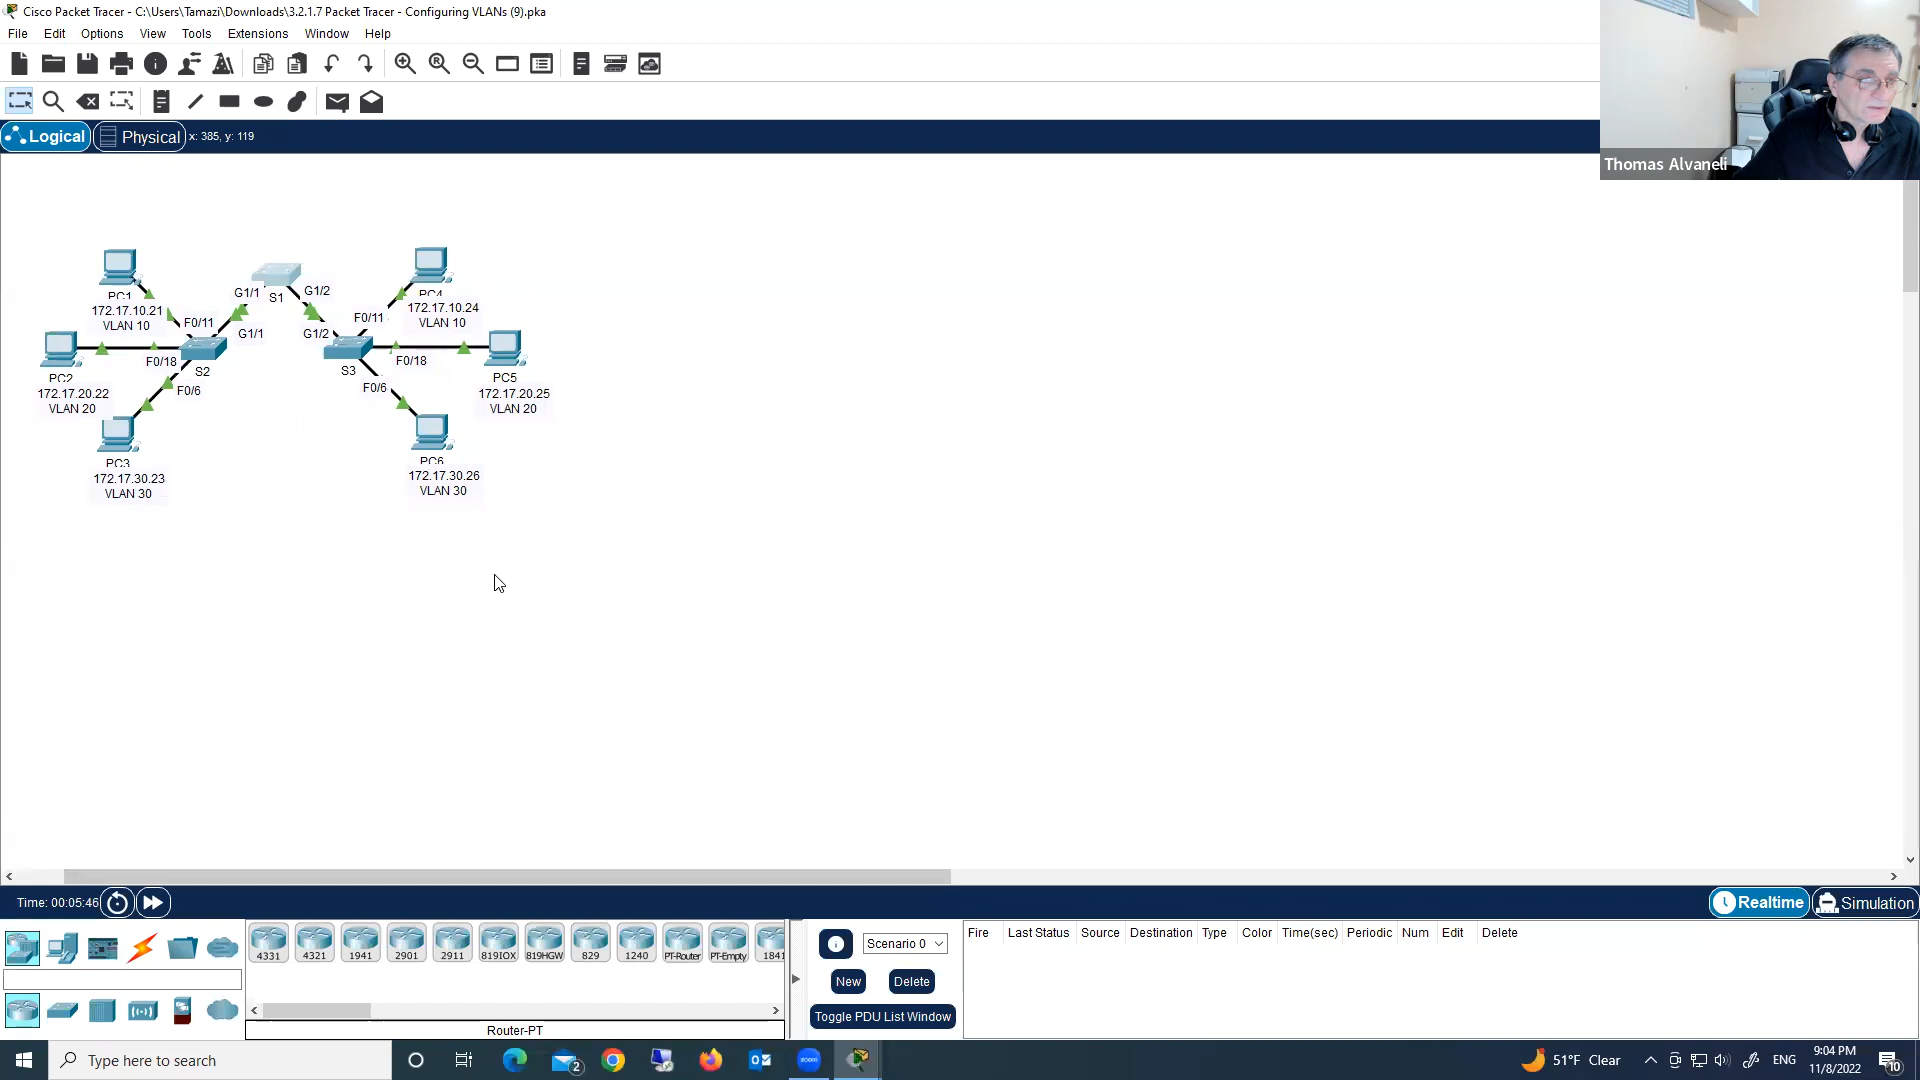 Cisco Packet Tracer - C:\Users\Tamazi\Downloads\3.2.1.7 Packet Tracer - Configuring VLANs (9).pka
File Edit Options View Tools Extensions Window Help
Logical Physical x: 385, y: 119
Thomas Alvaneli
PC1
172.17.10.21
VLAN 10
PC2
172.17.20.22
VLAN 20
PC3
172.17.30.23
VLAN 30
F0/11
F0/18
F0/6
S2
G1/1
G1/1
S1
G1/2
G1/2
S3
F0/11
F0/18
F0/6
PC4
172.17.10.24
VLAN 10
PC5
172.17.20.25
VLAN 20
PC6
172.17.30.26
VLAN 30
Time: 00:05:46
Realtime Simulation
4331 4321 1941 2901 2911 819IOX 819HGW 829 1240 PT-Router PT-Empty 1841
Router-PT
Scenario 0
New Delete
Toggle PDU List Window
Fire Last Status Source Destination Type Color Time(sec) Periodic Num Edit Delete
Type here to search
2
zoom
51°F Clear
ENG
9:04 PM
11/8/2022
10